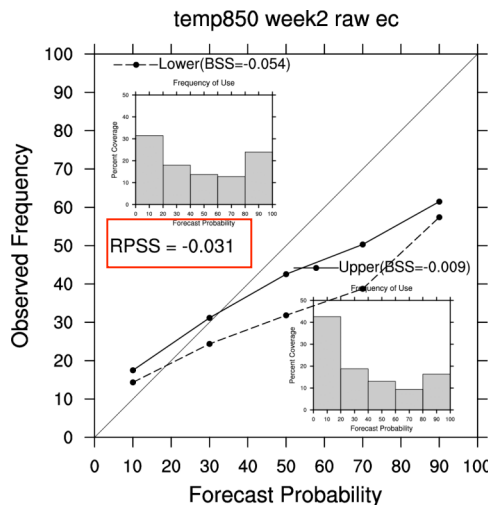 temp850 week2 raw ec
Observed Frequency
100
90
80
70
60
50
40
30
20
10
0
Lower(BSS=-0.054)
Frequency of Use
Percent Coverage
50
40
30
20
10
0
0 10 20 30 40 50 60 70 80 90 100
Forecast Probability
RPSS = -0.031
Upper(BSS=-0.009)
Frequency of Use
Percent Coverage
50
40
30
20
10
0
0 10 20 30 40 50 60 70 80 90 100
Forecast Probability
0 10 20 30 40 50 60 70 80 90 100
Forecast Probability